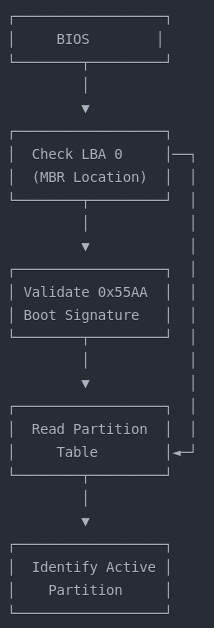 BIOS
Check LBA 0
(MBR Location)
Validate 0x55AA
Boot Signature
Read Partition
Table
Identify Active
Partition